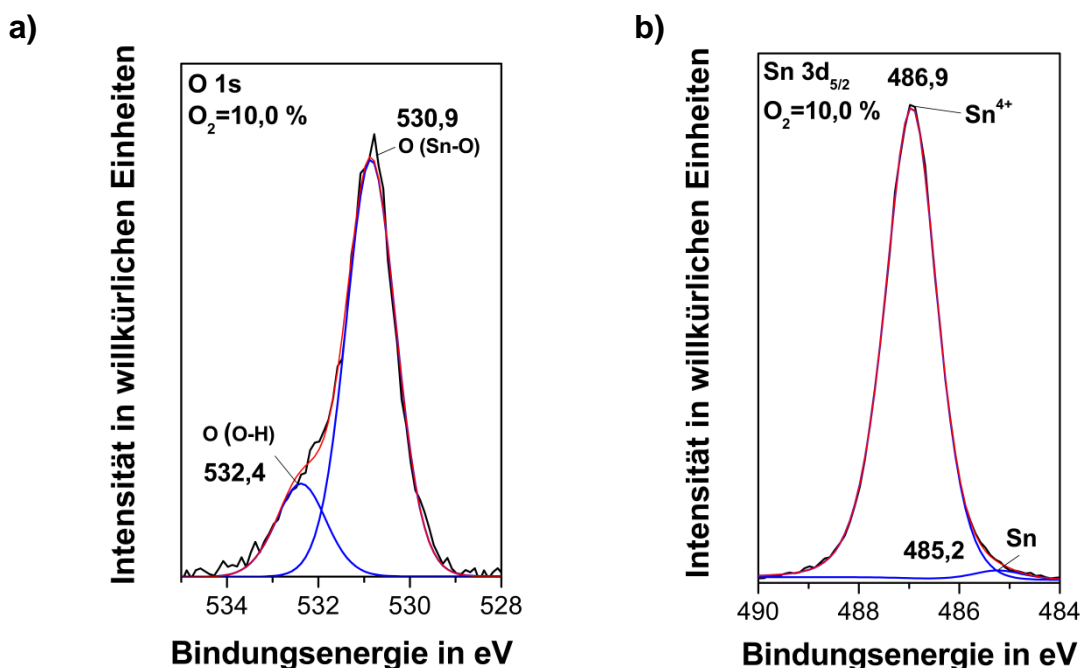 a)
Intensität in willkürlichen Einheiten
O 1s
O₂=10,0 %
530,9
O (Sn-O)
O (O-H)
532,4
534
532
530
528
Bindungsenergie in eV
b)
Intensität in willkürlichen Einheiten
Sn 3d₅/₂
O₂=10,0 %
486,9
Sn⁴⁺
485,2
Sn
490
488
486
484
Bindungsenergie in eV